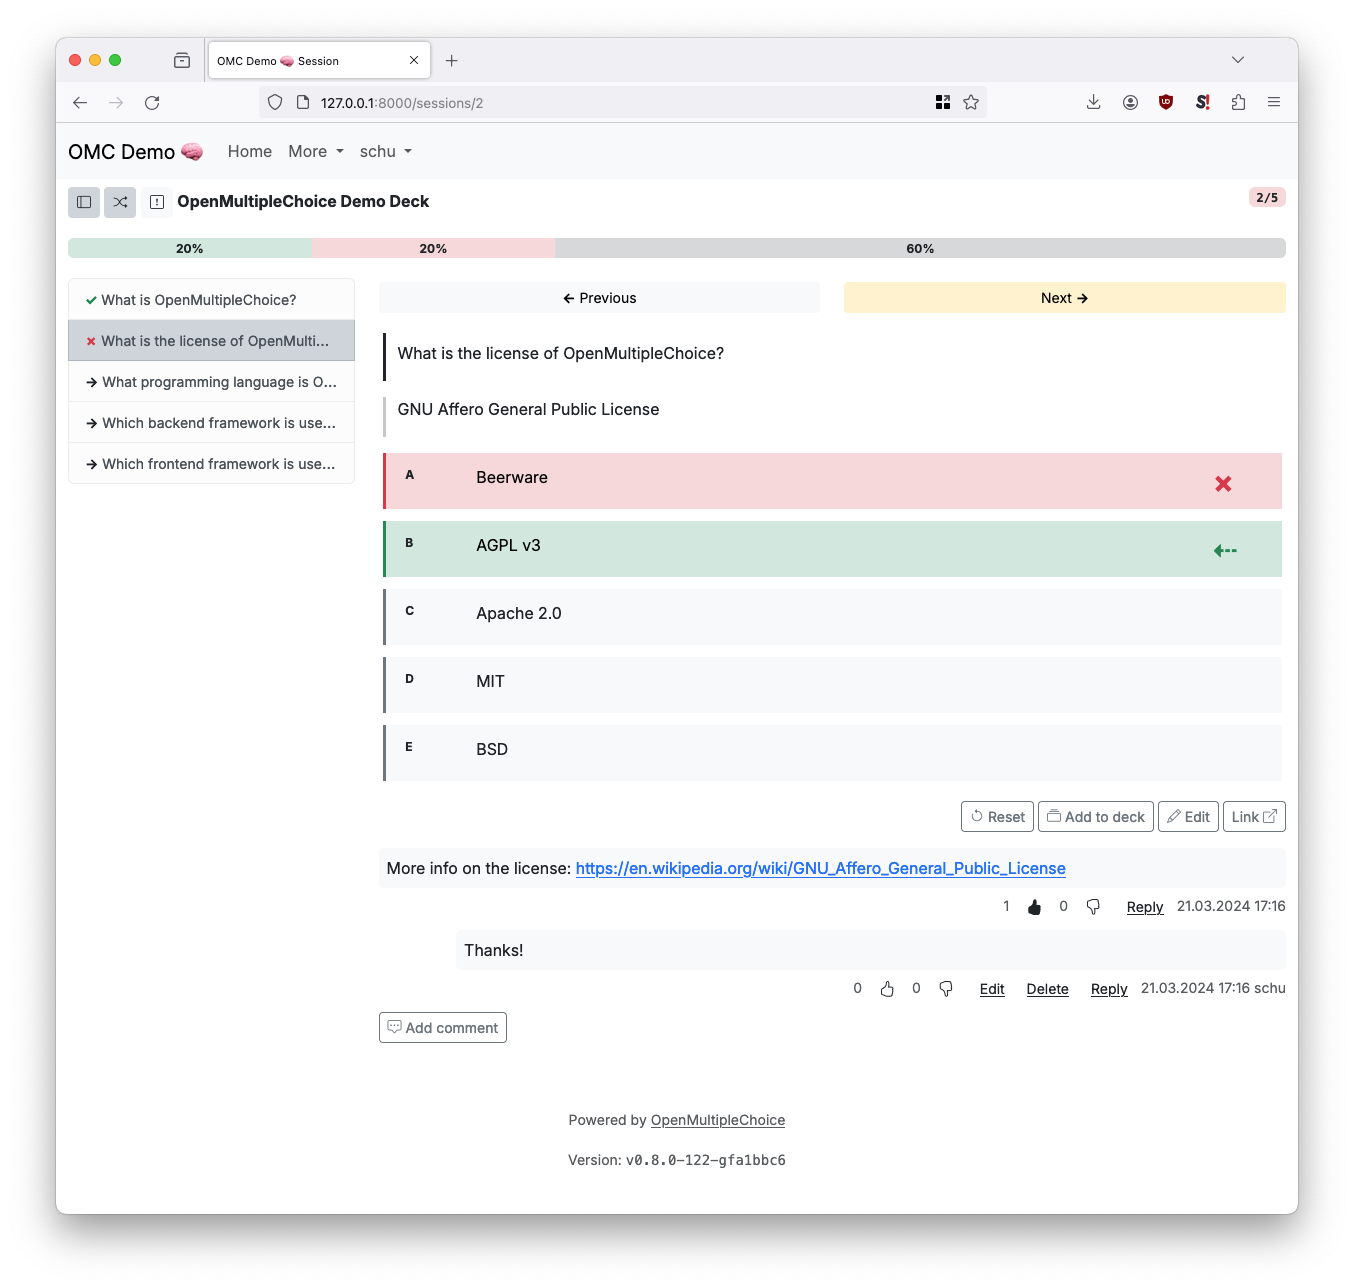 OMC Demo 🧠 Session
127.0.0.1:8000/sessions/2
OMC Demo 🧠 Home More schu
OpenMultipleChoice Demo Deck
2/5
20% 20% 60%
What is OpenMultipleChoice?
What is the license of OpenMulti...
What programming language is O...
Which backend framework is use...
Which frontend framework is use...
← Previous Next →
What is the license of OpenMultipleChoice?
GNU Affero General Public License
A Beerware
B AGPL v3
C Apache 2.0
D MIT
E BSD
Reset Add to deck Edit Link
More info on the license: https://en.wikipedia.org/wiki/GNU_Affero_General_Public_License
1 0 Reply 21.03.2024 17:16
Thanks!
0 0 Edit Delete Reply 21.03.2024 17:16 schu
Add comment
Powered by OpenMultipleChoice
Version: v0.8.0-122-gfa1bbc6